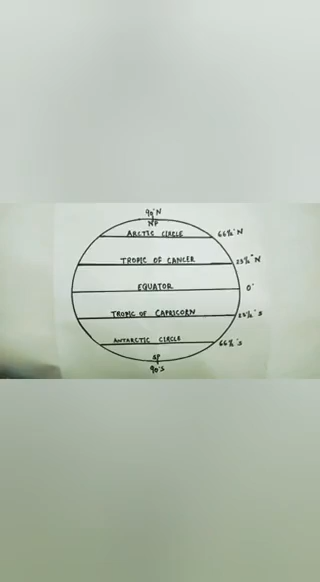 90°N
NP
ARCTIC CIRCLE 66½°N
TROPIC OF CANCER 23½°N
EQUATOR 0°
TROPIC OF CAPRICORN 23½°S
ANTARCTIC CIRCLE 66½°S
SP
90°S